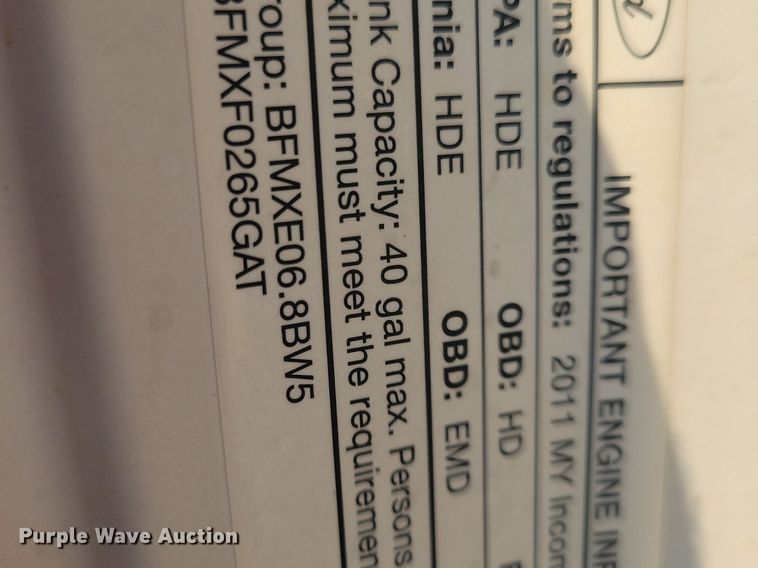 IMPORTANT ENGINE INF
rms to regulations: 2011 MY Incom
PA: HDE OBD: HD
nia: HDE OBD: EMD
nk Capacity: 40 gal max. Persons
ximum must meet the requiremen
roup: BFMXE06.8BW5
BFMXF0265GAT
Purple Wave Auction